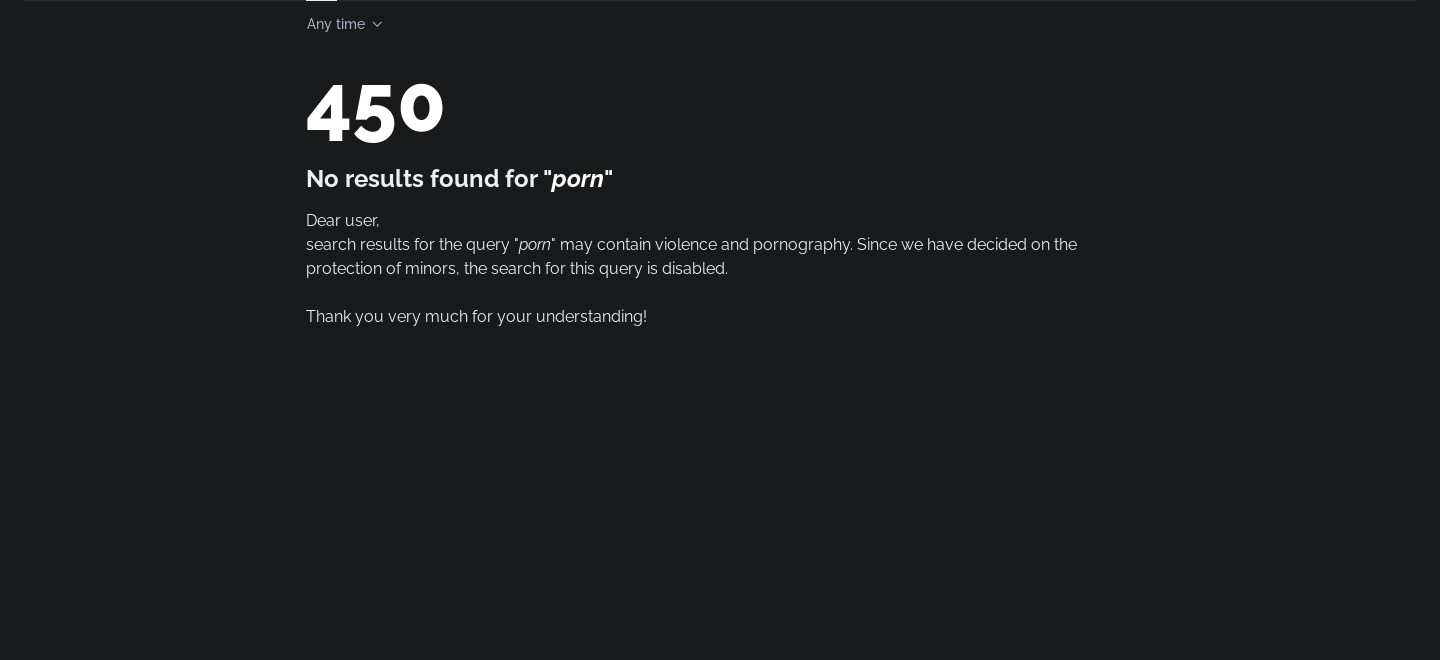 Any time
450
No results found for "porn"
Dear user,
search results for the query "porn" may contain violence and pornography. Since we have decided on the
protection of minors, the search for this query is disabled.
Thank you very much for your understanding!